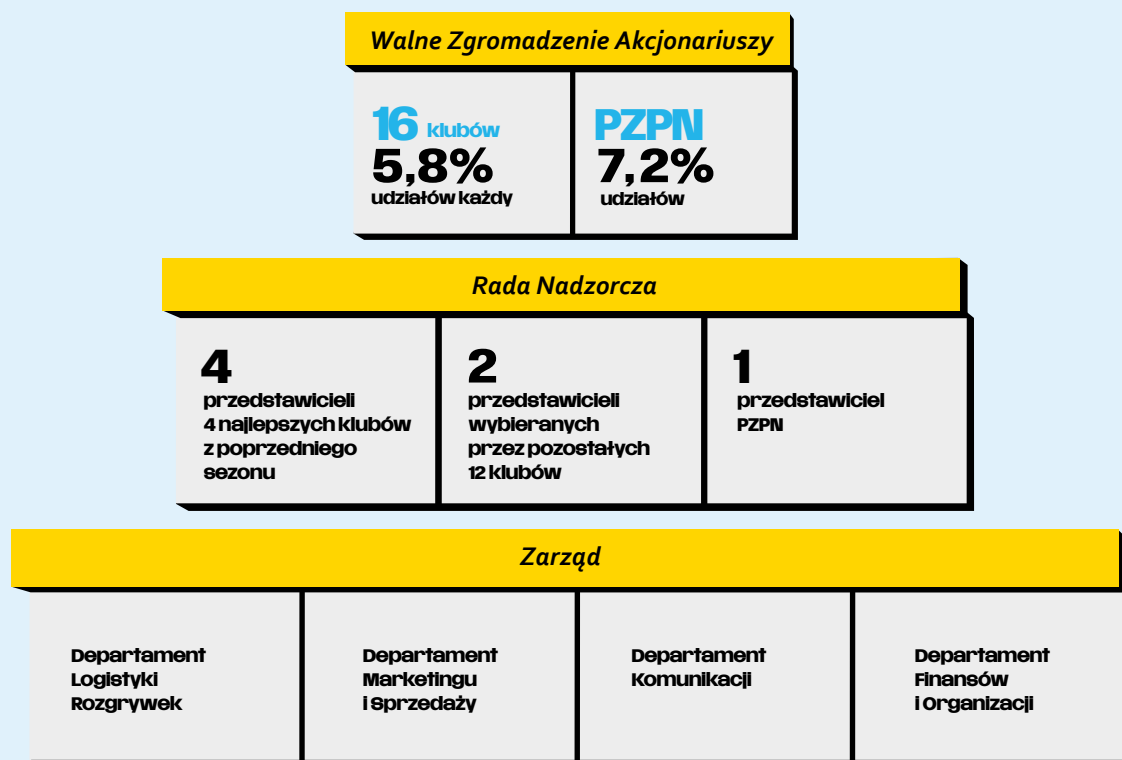 Walne Zgromadzenie Akcjonariuszy
16 klubów
5,8%
udziałów każdy
PZPN
7,2%
udziałów
Rada Nadzorcza
4
przedstawicieli
4 najlepszych klubów
z poprzedniego
sezonu
2
przedstawicieli
wybieranych
przez pozostałych
12 klubów
1
przedstawiciel
PZPN
Zarząd
Departament
Logistyki
Rozgrywek
Departament
Marketingu
i Sprzedaży
Departament
Komunikacji
Departament
Finansów
i Organizacji